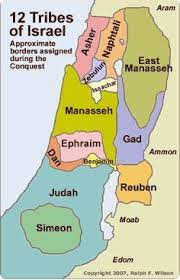 12 Tribes
of Israel
Approximate
borders assigned
during the
Conquest
Aram
Asher
Naphtali
Zebulun
East
Manasseh
Issachar
Manasseh
Ephraim
Gad
Ammon
Dan
Benjamin
Reuben
Judah
Moab
Simeon
Edom
Copyright 2007, Ralph F. Wilson